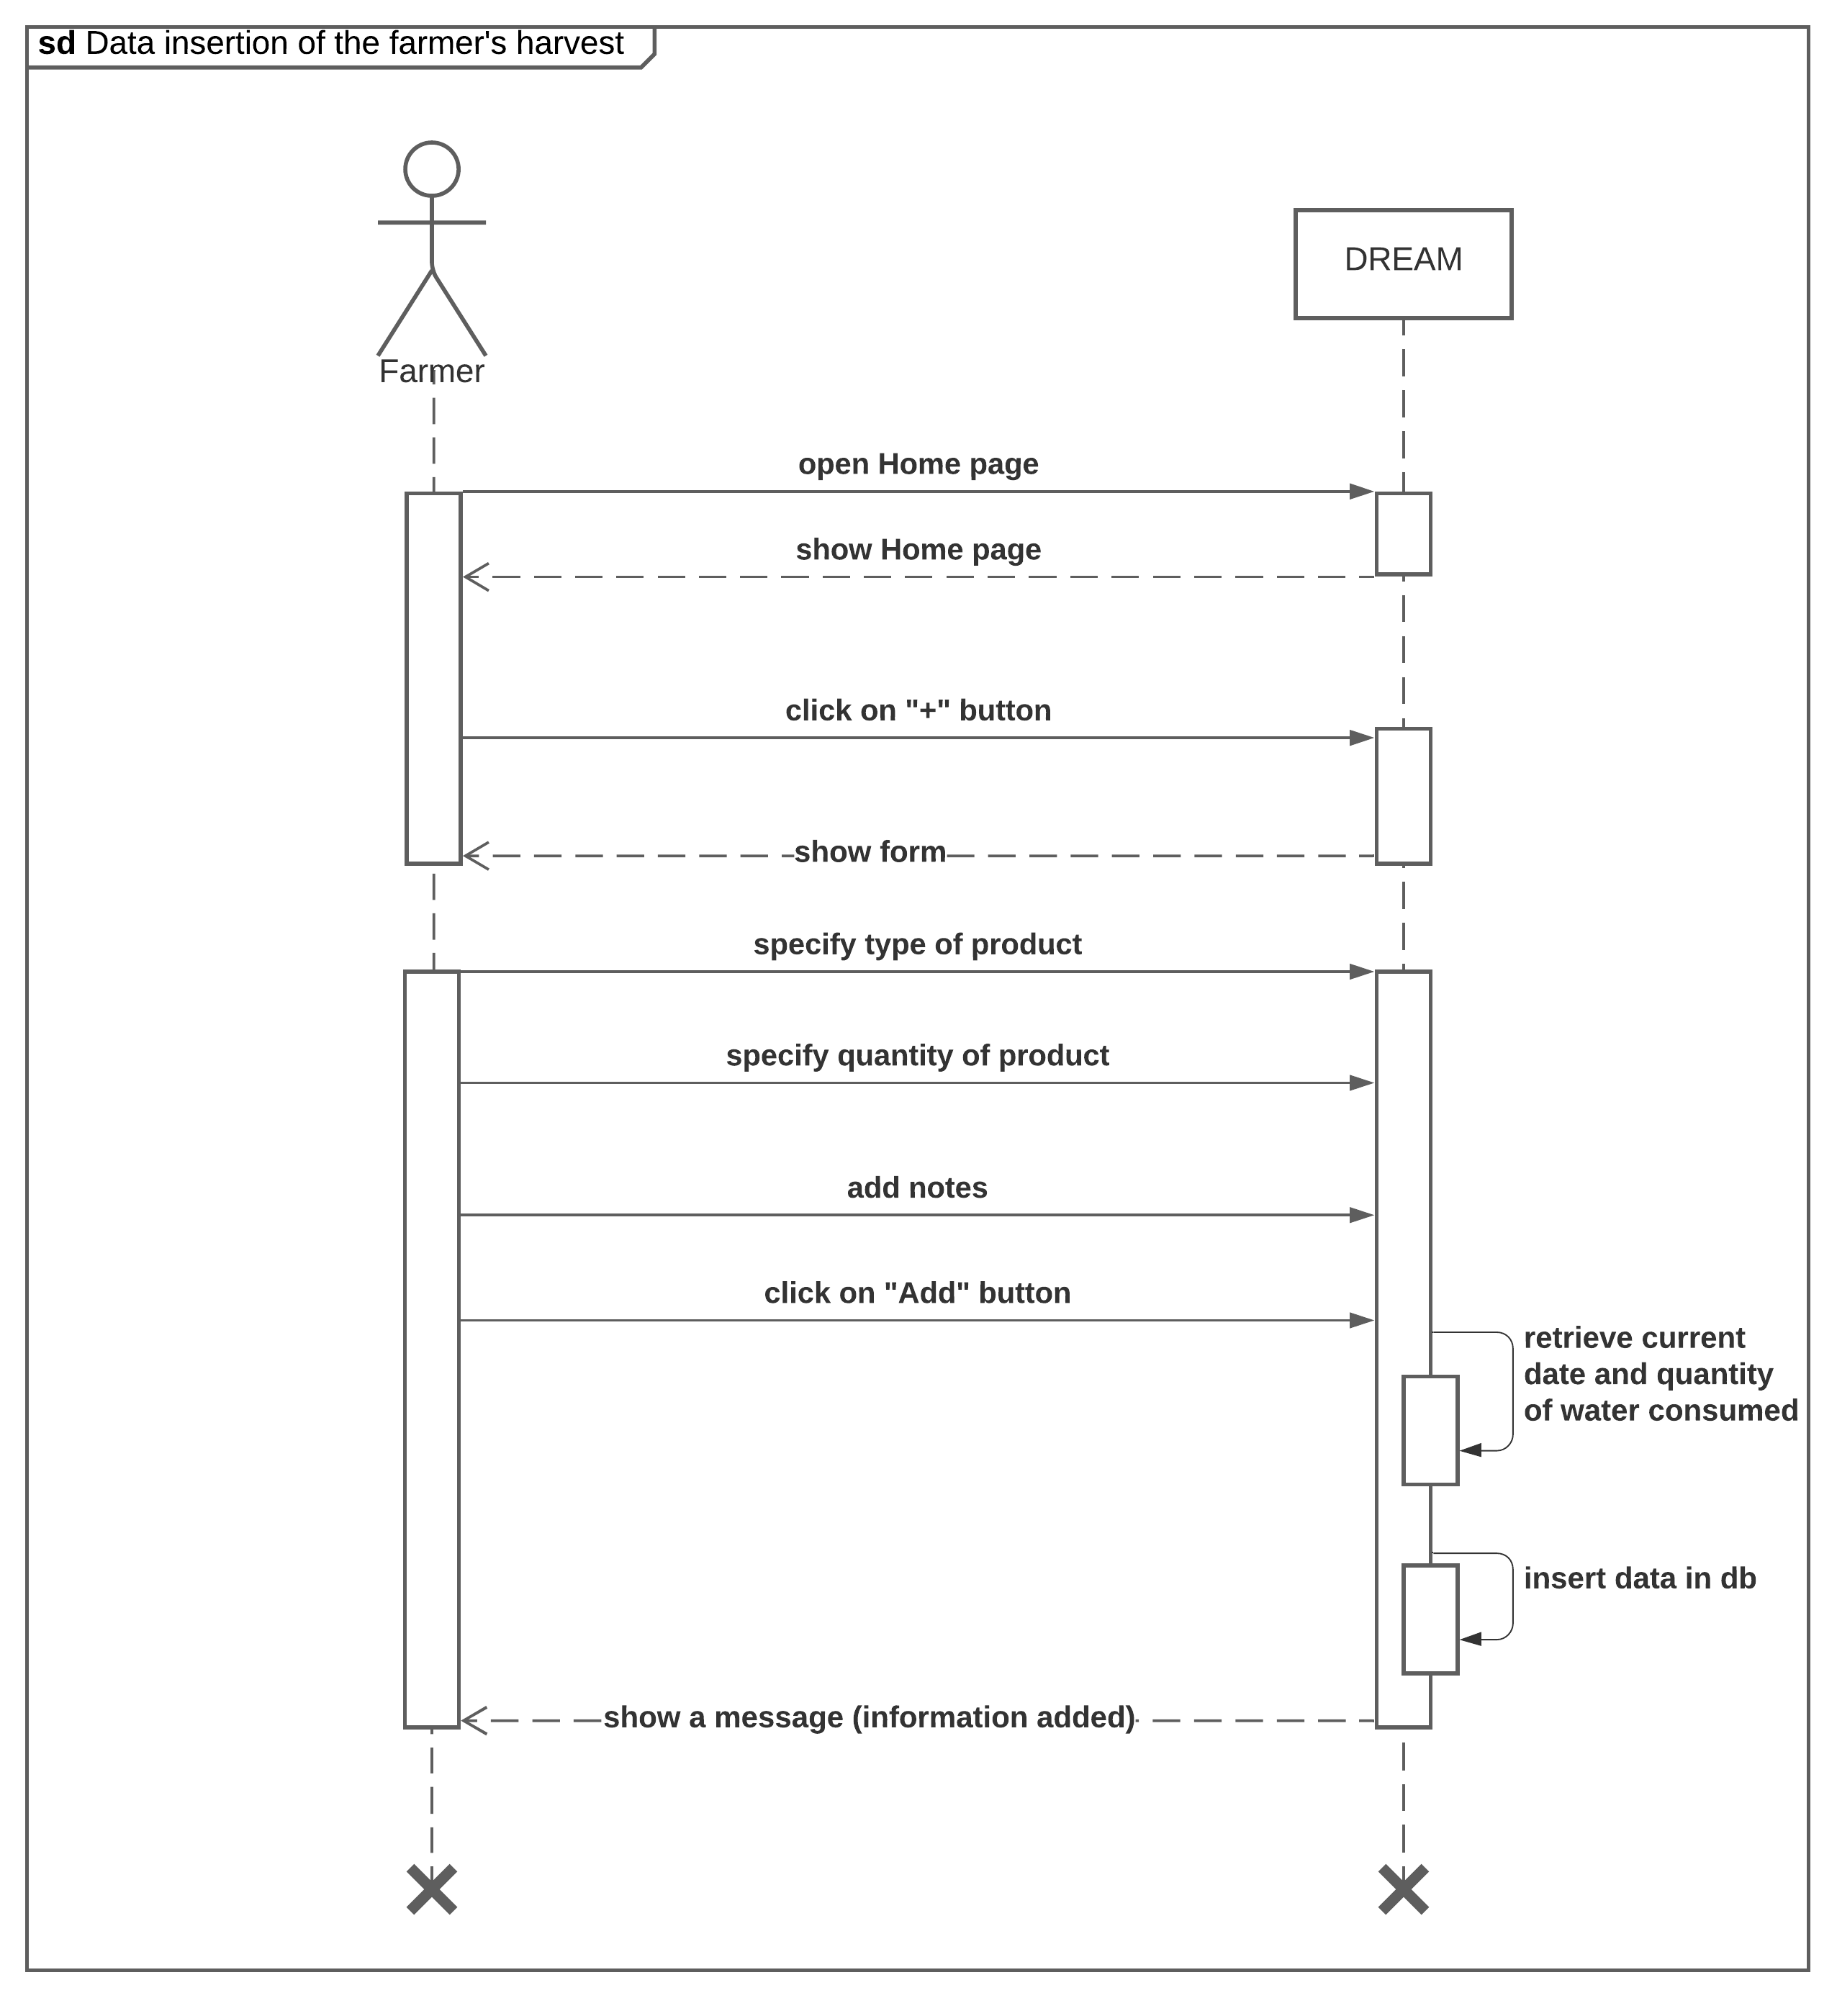 sd Data insertion of the farmer's harvest
DREAM
Farmer
open Home page
show Home page
click on "+" button
show form
specify type of product
specify quantity of product
add notes
click on "Add" button
retrieve current
date and quantity
of water consumed
insert data in db
show a message (information added)